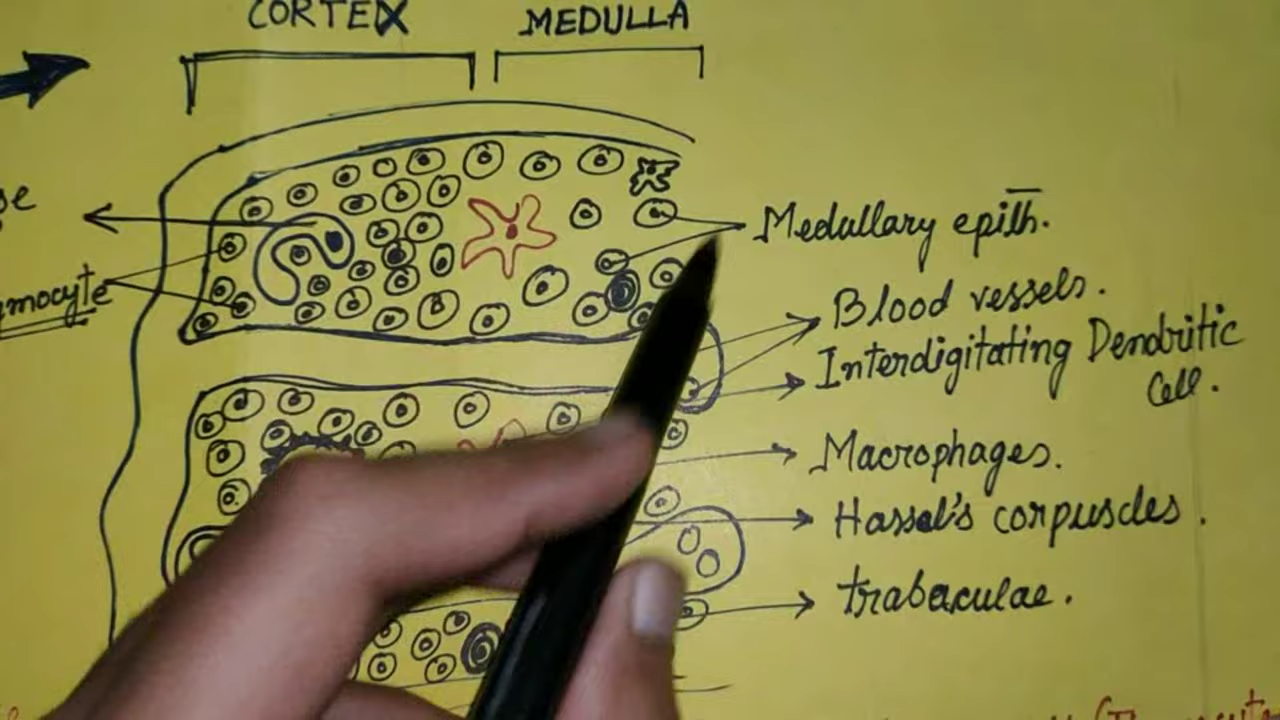 CORTEX
MEDULLA
Medullary epith.
Blood vessels.
Interdigitating Dendritic
Cell.
Macrophages.
Hassal's corpuscles.
trabaculae.